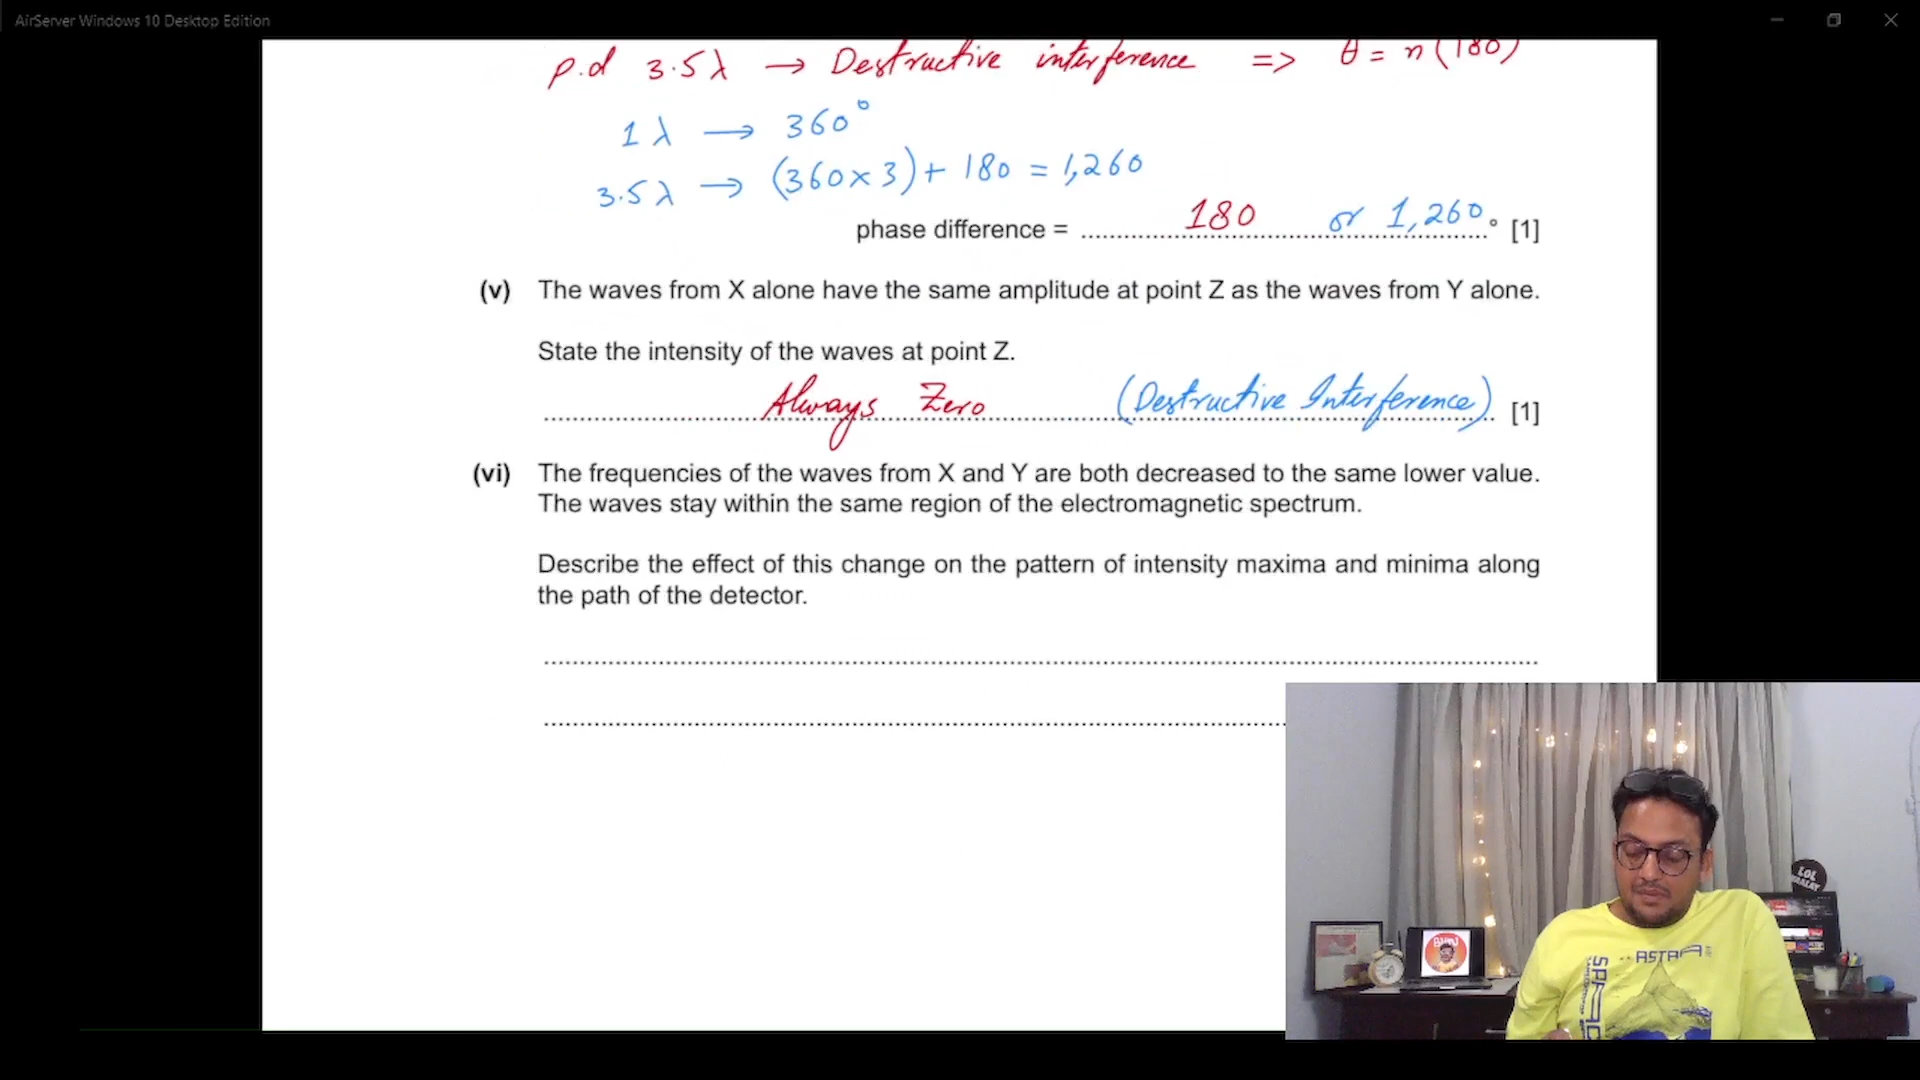 AirServer Windows 10 Desktop Edition
p.d 3.5λ → Destructive interference => θ = n(180)
1 λ → 360°
3.5λ → (360×3)+ 180 = 1,260
phase difference = 180 or 1,260 ° [1]
(v) The waves from X alone have the same amplitude at point Z as the waves from Y alone.
State the intensity of the waves at point Z.
Always Zero (Destructive Interference) [1]
(vi) The frequencies of the waves from X and Y are both decreased to the same lower value.
The waves stay within the same region of the electromagnetic spectrum.
Describe the effect of this change on the pattern of intensity maxima and minima along
the path of the detector.
LOL
ASTRA